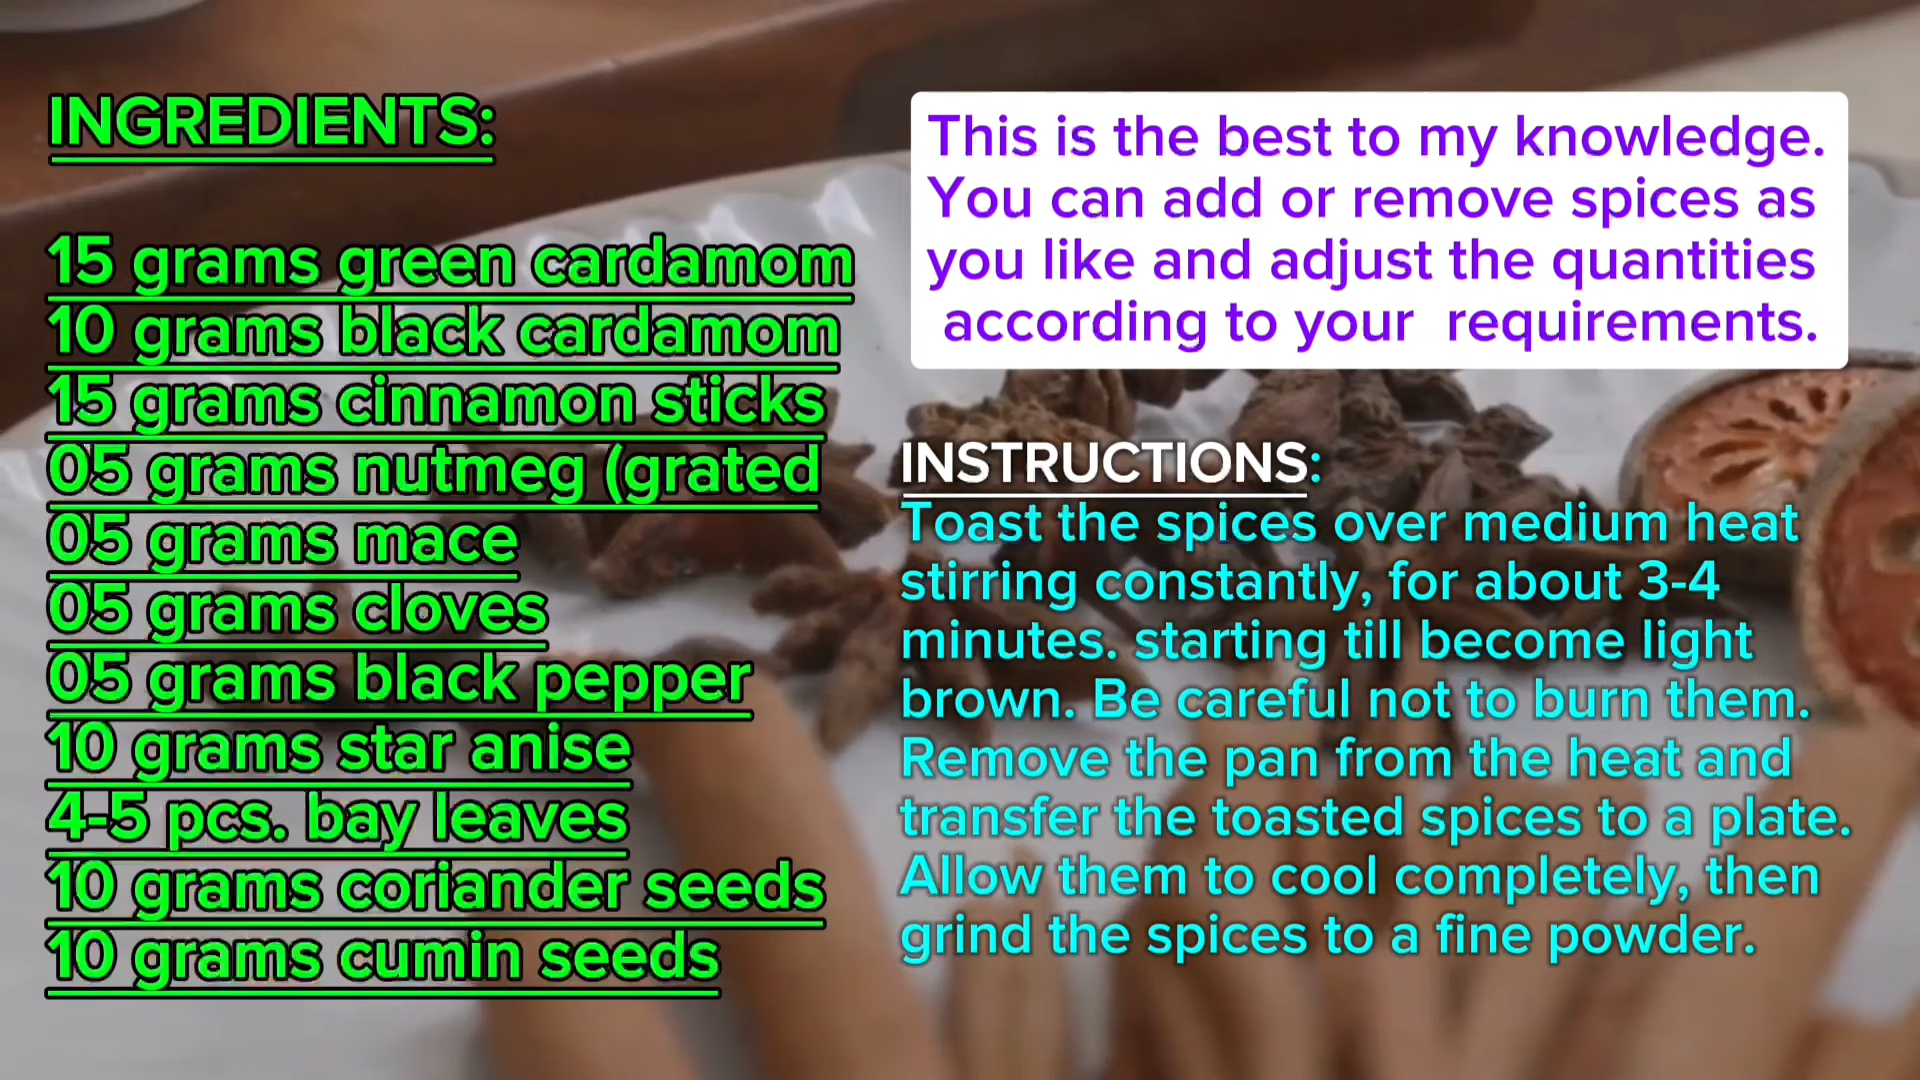 INGREDIENTS:
15 grams green cardamom
10 grams black cardamom
15 grams cinnamon sticks
05 grams nutmeg (grated
05 grams mace
05 grams cloves
05 grams black pepper
10 grams star anise
4-5 pcs. bay leaves
10 grams coriander seeds
10 grams cumin seeds
This is the best to my knowledge.
You can add or remove spices as
you like and adjust the quantities
according to your requirements.
INSTRUCTIONS:
Toast the spices over medium heat
stirring constantly, for about 3-4
minutes. starting till become light
brown. Be careful not to burn them.
Remove the pan from the heat and
transfer the toasted spices to a plate.
Allow them to cool completely, then
grind the spices to a fine powder.